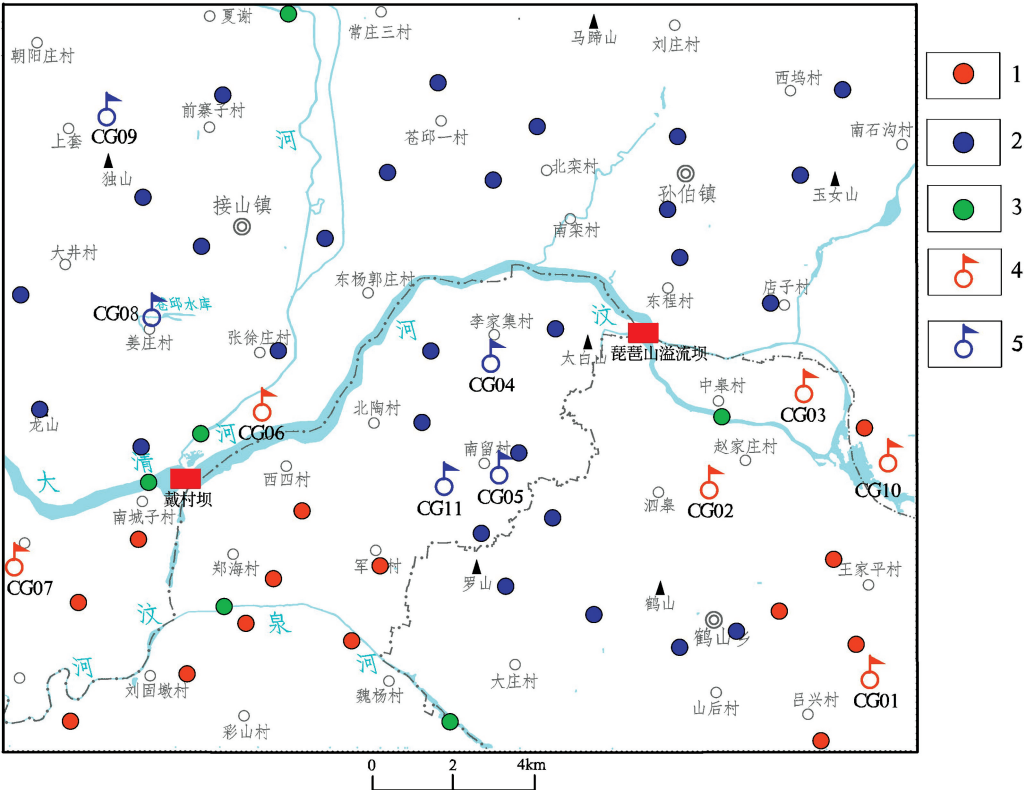 夏谢
常庄三村
马蹄山
刘庄村
朝阳庄村
西坞村
前寨子村
CG09
上套
河
苍邱一村
南石沟村
独山
北栾村
孙伯镇
玉女山
接山镇
南栾村
大井村
东杨郭庄村
东程村
店子村
苍邱水库
CG08
姜庄村
张徐庄村
河
李家集村
汶
太白山
琵琶山溢流坝
CG04
中皋村
CG03
北陶村
龙山
CG06
河
赵家庄村
南留村
清
大
西四村
CG05
CG10
戴村坝
CG11
泗皋
CG02
南城子村
郑海村
军
村
罗山
王家平村
CG07
鹤山
汶
泉
鹤山乡
河
河
刘固墩村
魏杨村
大庄村
CG01
山后村
吕兴村
彩山村
1
2
3
4
5
0
2
4km